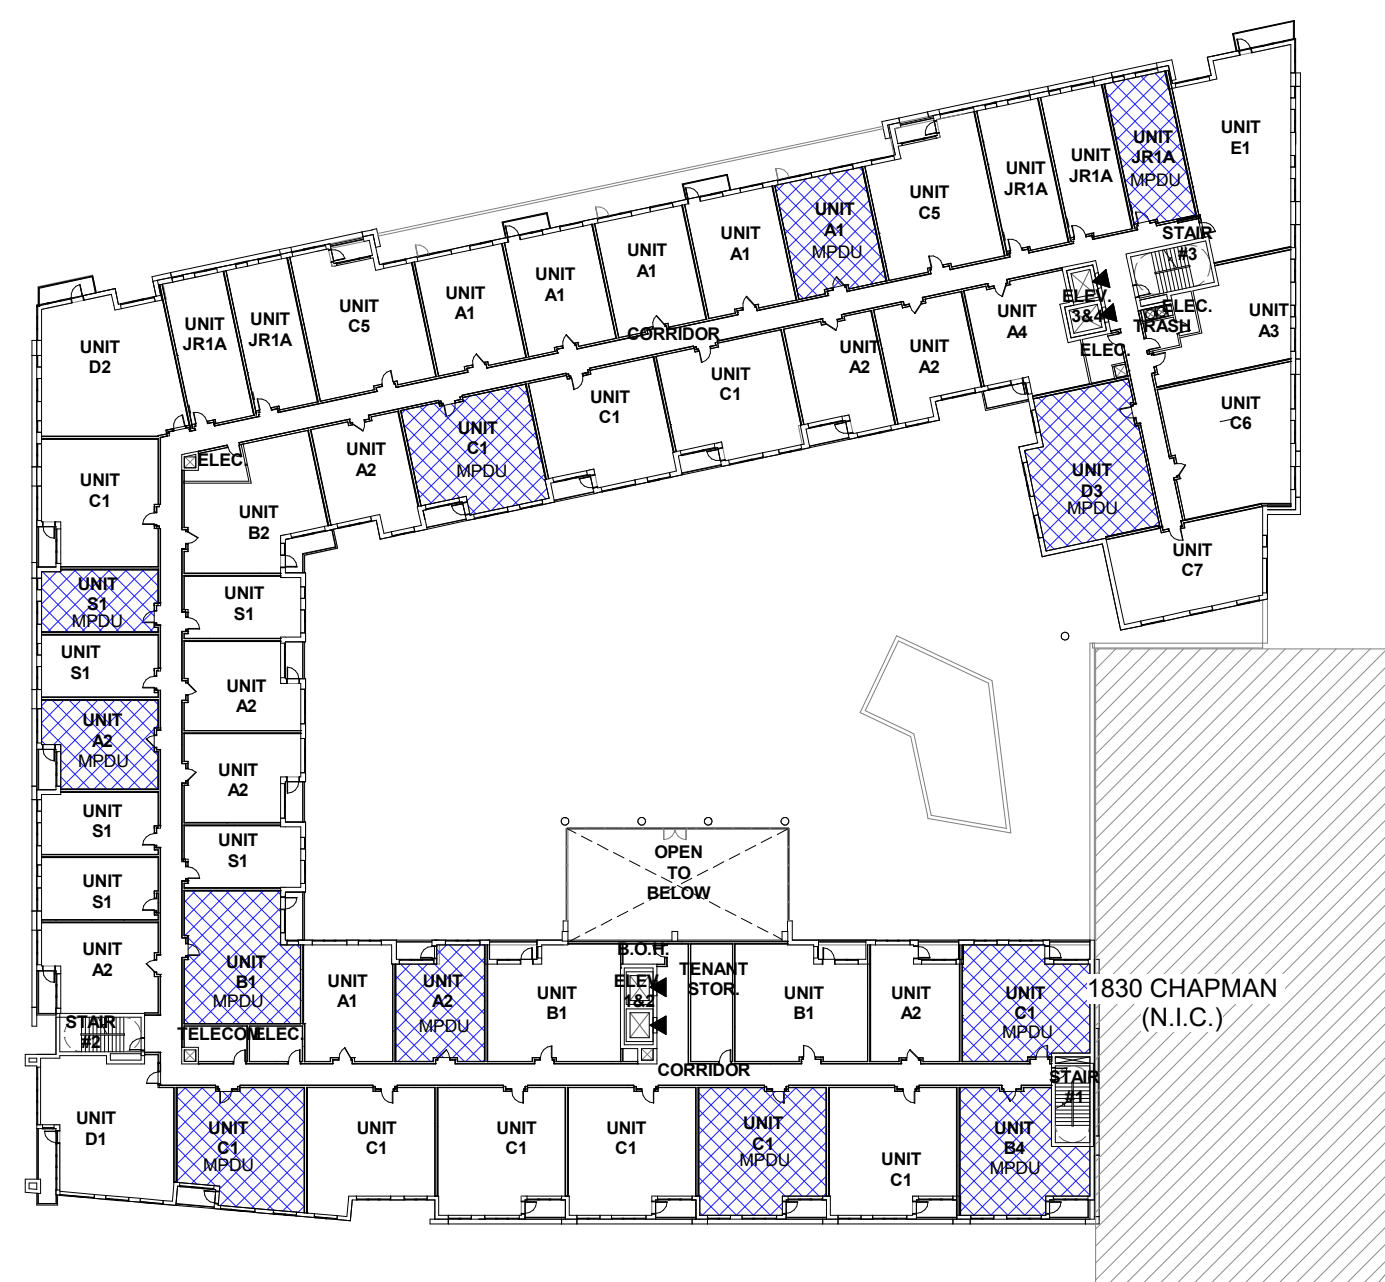 UNIT
E1
UNIT
JR1A
MPDU
UNIT
JR1A
UNIT
JR1A
UNIT
C5
UNIT
A1
MPDU
UNIT
A1
UNIT
A1
UNIT
A1
UNIT
A1
UNIT
C5
UNIT
JR1A
UNIT
JR1A
UNIT
D2
STAIR
#3
ELEV.
3&4
ELEC.
TRASH
ELEC.
UNIT
A3
UNIT
A4
UNIT
A2
UNIT
A2
CORRIDOR
UNIT
C1
UNIT
C1
UNIT
C1
MPDU
UNIT
A2
ELEC.
UNIT
B2
UNIT
C6
UNIT
D3
MPDU
UNIT
C7
UNIT
C1
UNIT
S1
MPDU
UNIT
S1
UNIT
S1
UNIT
A2
UNIT
A2
MPDU
UNIT
A2
UNIT
S1
UNIT
S1
UNIT
S1
UNIT
A2
OPEN
TO
BELOW
UNIT
B1
MPDU
UNIT
A1
UNIT
A2
MPDU
UNIT
B1
B.O.H.
ELEV.
1&2
TENANT
STOR.
UNIT
B1
UNIT
A2
UNIT
C1
MPDU
1830 CHAPMAN
(N.I.C.)
STAIR
#2
TELECOM
ELEC.
CORRIDOR
STAIR
#1
UNIT
D1
UNIT
C1
MPDU
UNIT
C1
UNIT
C1
UNIT
C1
UNIT
C1
MPDU
UNIT
C1
UNIT
B4
MPDU